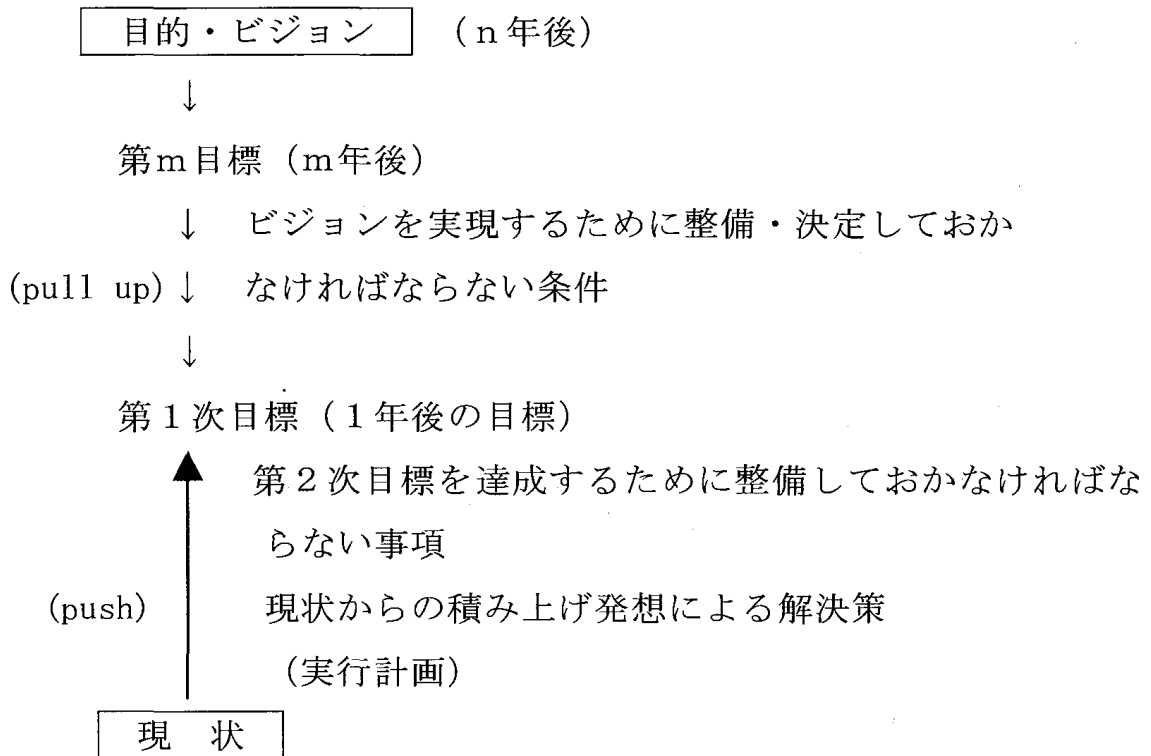 目的・ビジョン (n年後)
↓
第m目標(m年後)
↓ ビジョンを実現するために整備・決定しておか
(pull up)↓ なければならない条件
↓
第1次目標(1年後の目標)
第2次目標を達成するために整備しておかなければな
らない事項
(push) 現状からの積み上げ発想による解決策
(実行計画)
現 状